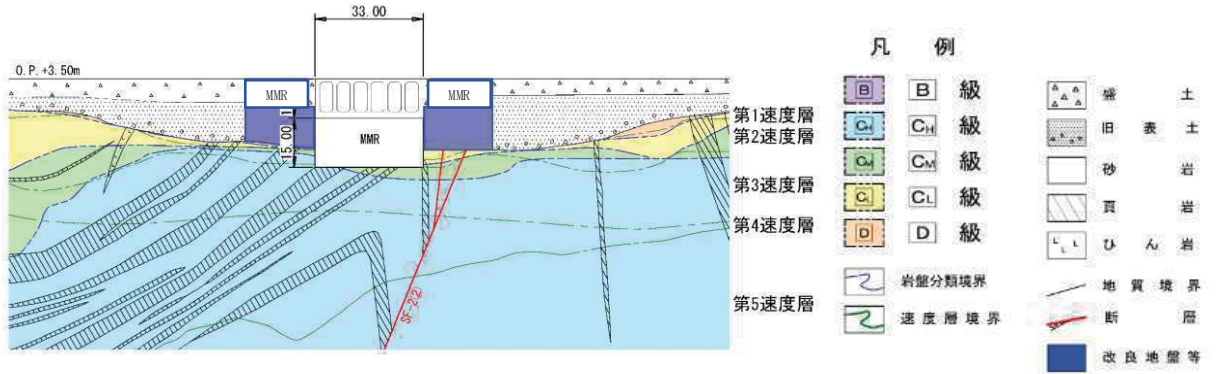 33.00
O.P.+3.50m
MMR
MMR
1
15.00
MMR
SF-2(2)
第1速度層
第2速度層
第3速度層
第4速度層
第5速度層
凡 例
B B 級
CH CH 級
CM CM 級
CL CL 級
D D 級
岩盤分類境界
速度層境界
盛 土
旧 表 土
砂 岩
頁 岩
ひ ん 岩
地 質 境 界
断 層
改 良 地 盤 等